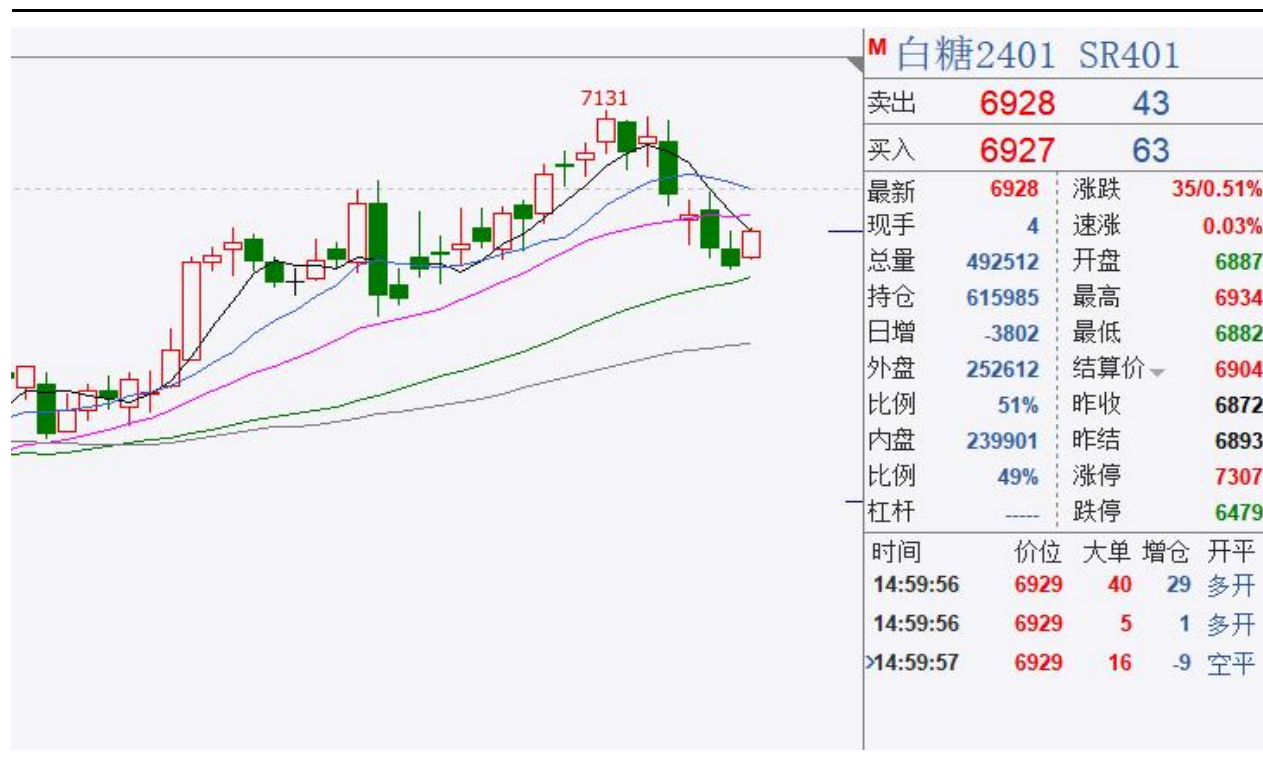 7131
M 白糖2401 SR401
卖出 6928 43
买入 6927 63
最新 6928 涨跌 35/0.51%
现手 4 速涨 0.03%
总量 492512 开盘 6887
持仓 615985 最高 6934
日增 -3802 最低 6882
外盘 252612 结算价 6904
比例 51% 昨收 6872
内盘 239901 昨结 6893
比例 49% 涨停 7307
杠杆 ----- 跌停 6479
时间 价位 大单 增仓 开平
14:59:56 6929 40 29 多开
14:59:56 6929 5 1 多开
14:59:57 6929 16 -9 空平